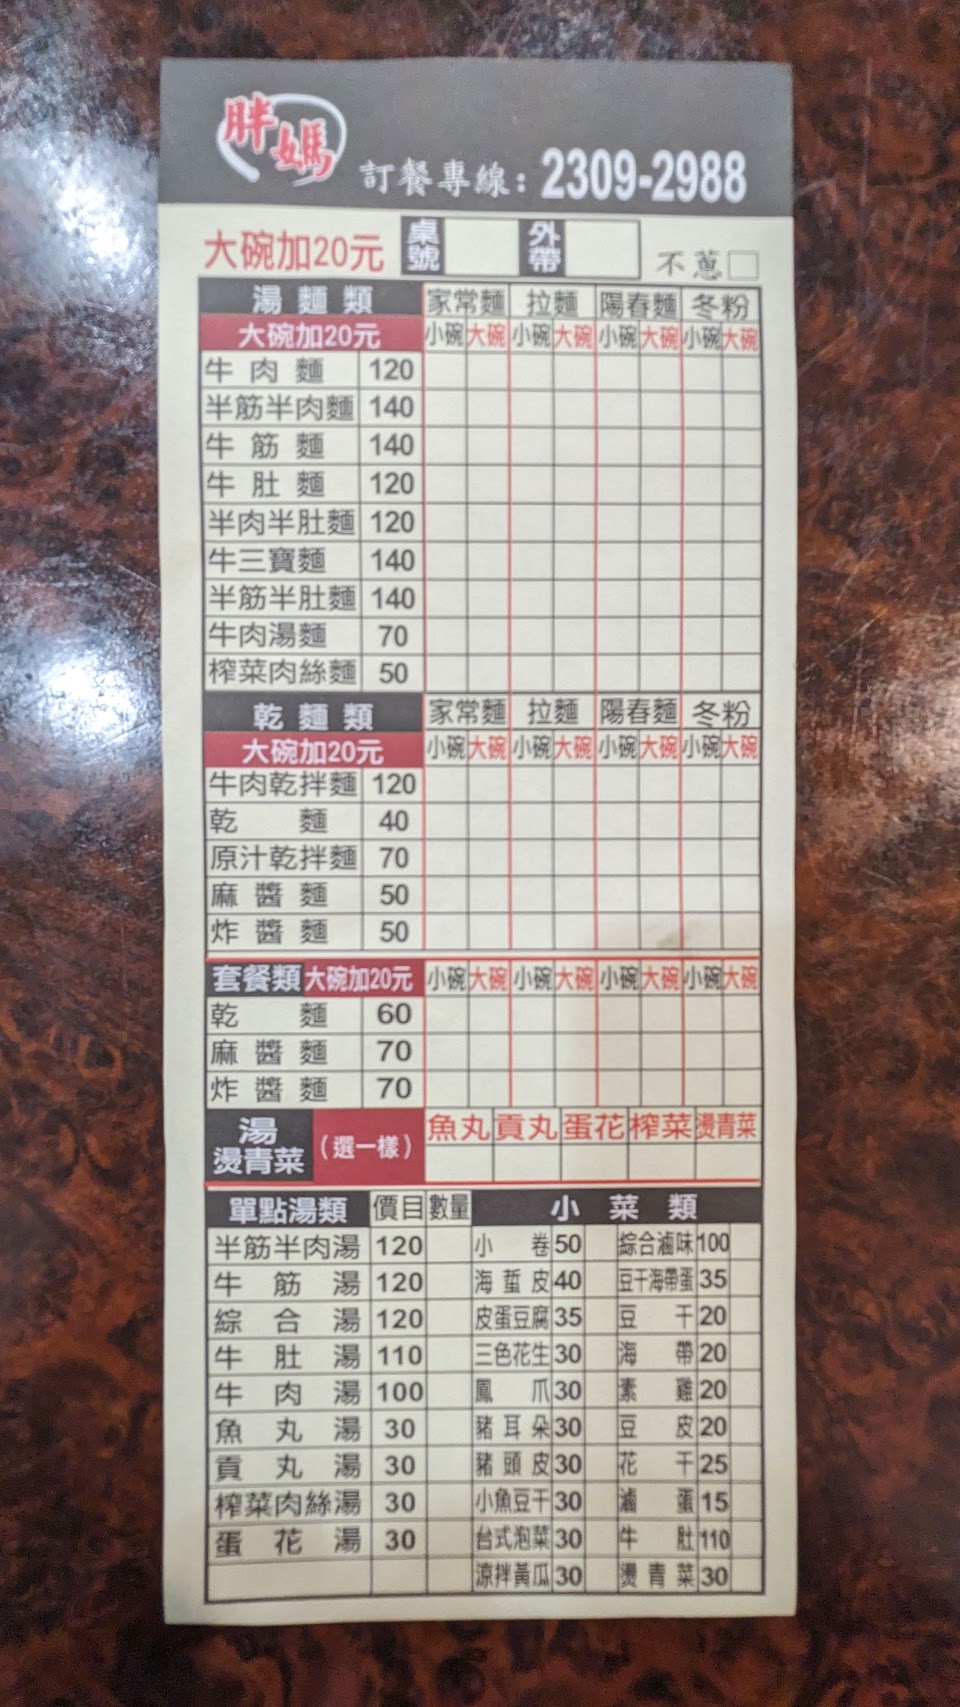 胖媽
訂餐專線: 2309-2988
大碗加20元 桌號 外帶 不蔥
湯麵類 家常麵 拉麵 陽春麵 冬粉
大碗加20元 小碗 大碗 小碗 大碗 小碗 大碗 小碗 大碗
牛肉麵 120
半筋半肉麵 140
牛筋麵 140
牛肚麵 120
半肉半肚麵 120
牛三寶麵 140
半筋半肚麵 140
牛肉湯麵 70
榨菜肉絲麵 50
乾麵類 家常麵 拉麵 陽春麵 冬粉
大碗加20元 小碗 大碗 小碗 大碗 小碗 大碗 小碗 大碗
牛肉乾拌麵 120
乾麵 40
原汁乾拌麵 70
麻醬麵 50
炸醬麵 50
套餐類 大碗加20元 小碗 大碗 小碗 大碗 小碗 大碗 小碗 大碗
乾麵 60
麻醬麵 70
炸醬麵 70
湯 燙青菜 (選一樣) 魚丸 貢丸 蛋花 榨菜 燙青菜
單點湯類 價目 數量 小菜類
半筋半肉湯 120 小卷 50 綜合滷味 100
牛筋湯 120 海蜇皮 40 豆干海帶蛋 35
綜合湯 120 皮蛋豆腐 35 豆干 20
牛肚湯 110 三色花生 30 海帶 20
牛肉湯 100 鳳爪 30 素雞 20
魚丸湯 30 豬耳朵 30 豆皮 20
貢丸湯 30 豬頭皮 30 花干 25
榨菜肉絲湯 30 小魚豆干 30 滷蛋 15
蛋花湯 30 台式泡菜 30 牛肚 110
涼拌黃瓜 30 燙青菜 30